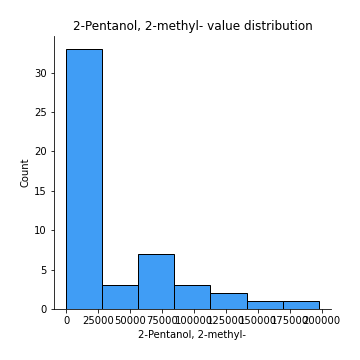 2-Pentanol, 2-methyl- value distribution
30
25
20
15
10
5
0
Count
0 25000 50000 75000 100000 125000 150000 175000 200000
2-Pentanol, 2-methyl-